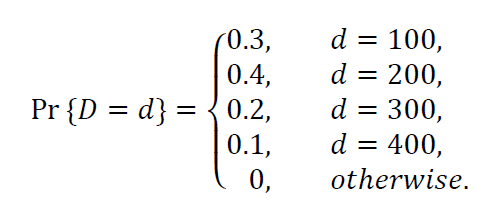 0.3, d = 100,
0.4, d = 200,
Pr {D = d} = { 0.2, d = 300,
0.1, d = 400,
0, otherwise.